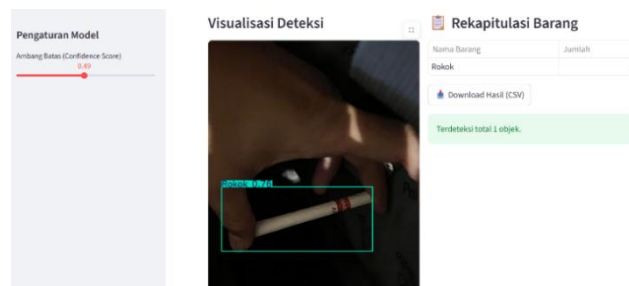 Pengaturan Model
Ambang Batas (Confidence Score)
0.49
Visualisasi Deteksi
Rokok: 0.76
📋 Rekapitulasi Barang
Nama Barang Jumlah
Rokok
📥 Download Hasil (CSV)
Terdeteksi total 1 objek.